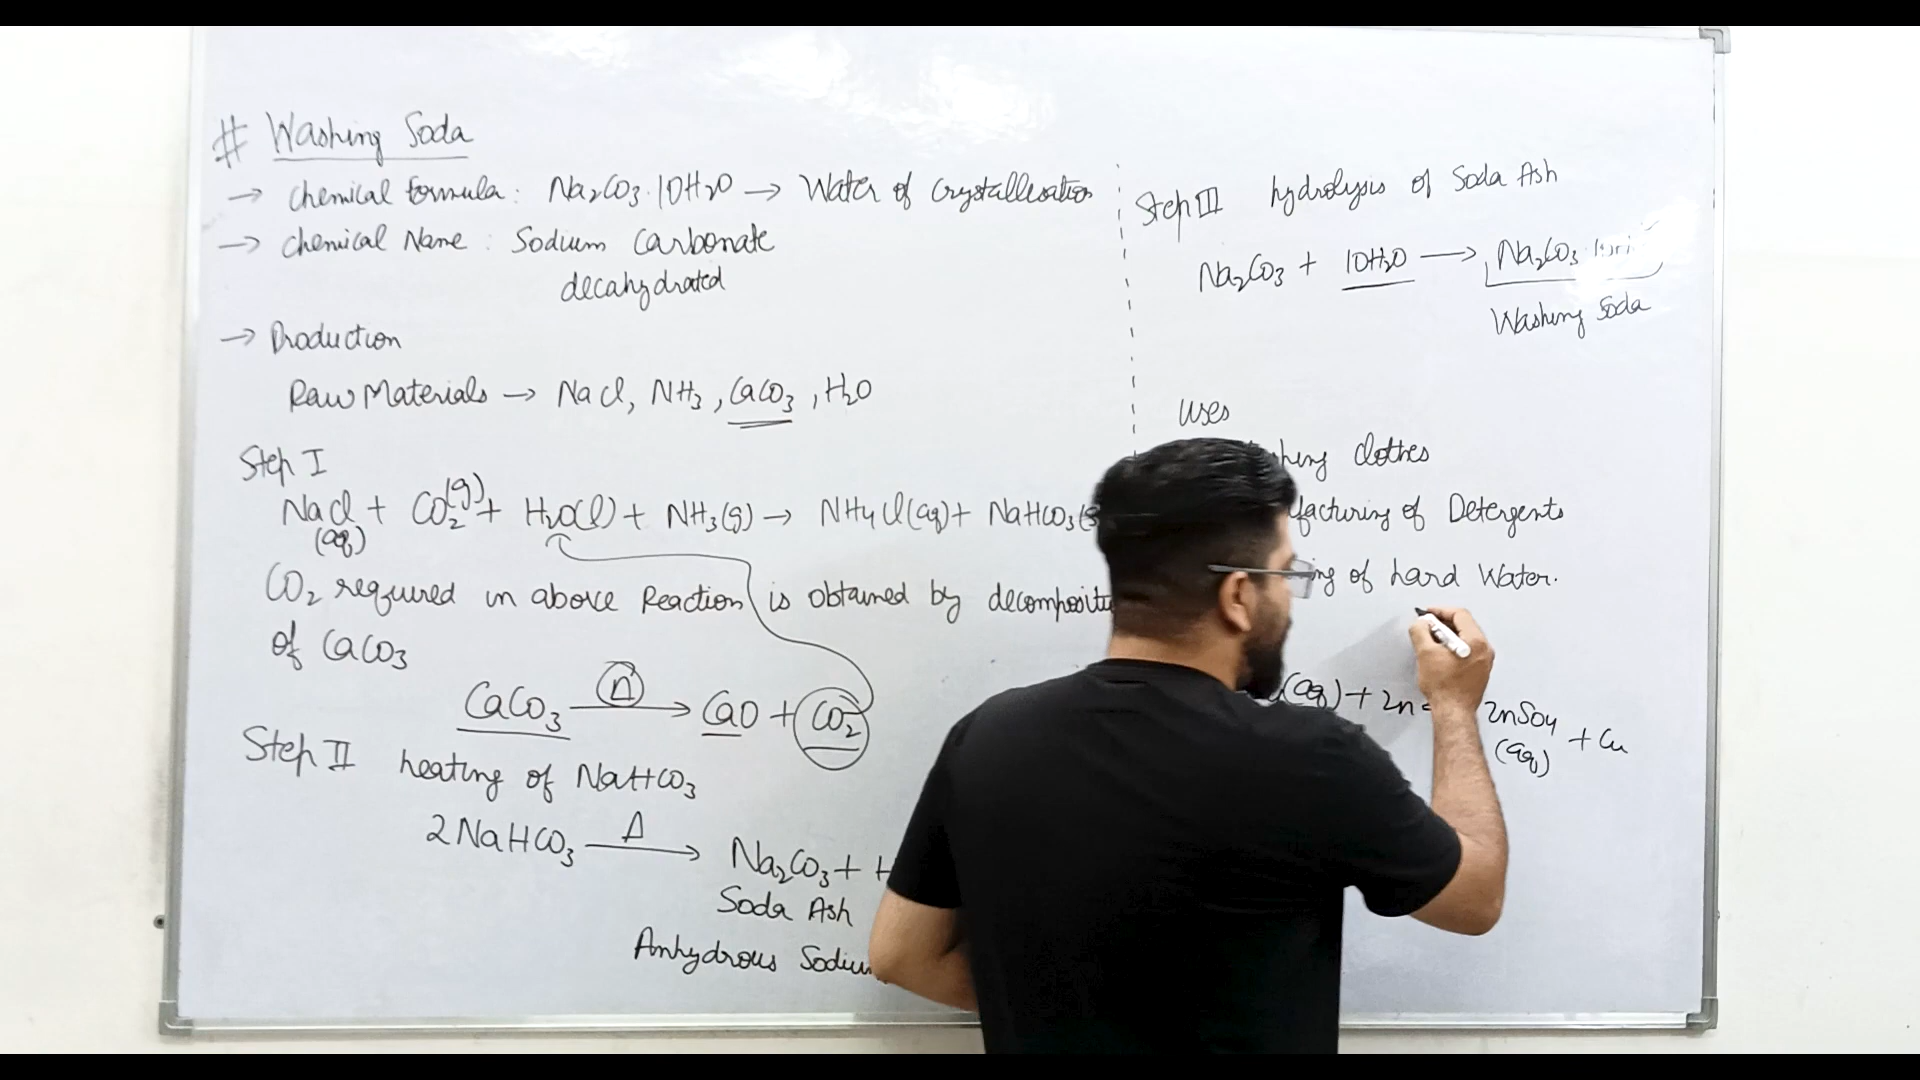 # Washing Soda
→ Chemical formula : Na₂CO₃·10H₂O → Water of Crystallisation
→ Chemical Name : Sodium Carbonate
decahydrated
→ Production
Raw Materials → NaCl, NH₃, CaCO₃, H₂O
Step I
NaCl (aq) + CO₂(g) + H₂O(l) + NH₃(g) → NH₄Cl(aq) + NaHCO₃(s
CO₂ required in above Reaction is obtained by
of CaCO₃
CaCO₃ → CaO + CO₂
Step II heating of NaHCO₃
2NaHCO₃ —Δ→ Na₂CO₃ + H
Soda Ash
Anhydrous
Step III hydrolysis of Soda Ash
Na₂CO₃ + 10H₂O → Na₂CO₃
Washing Soda
Uses
clothes
of Detergents
of hard Water.
(aq) + Zn ZnSO₄ (aq) + Cu